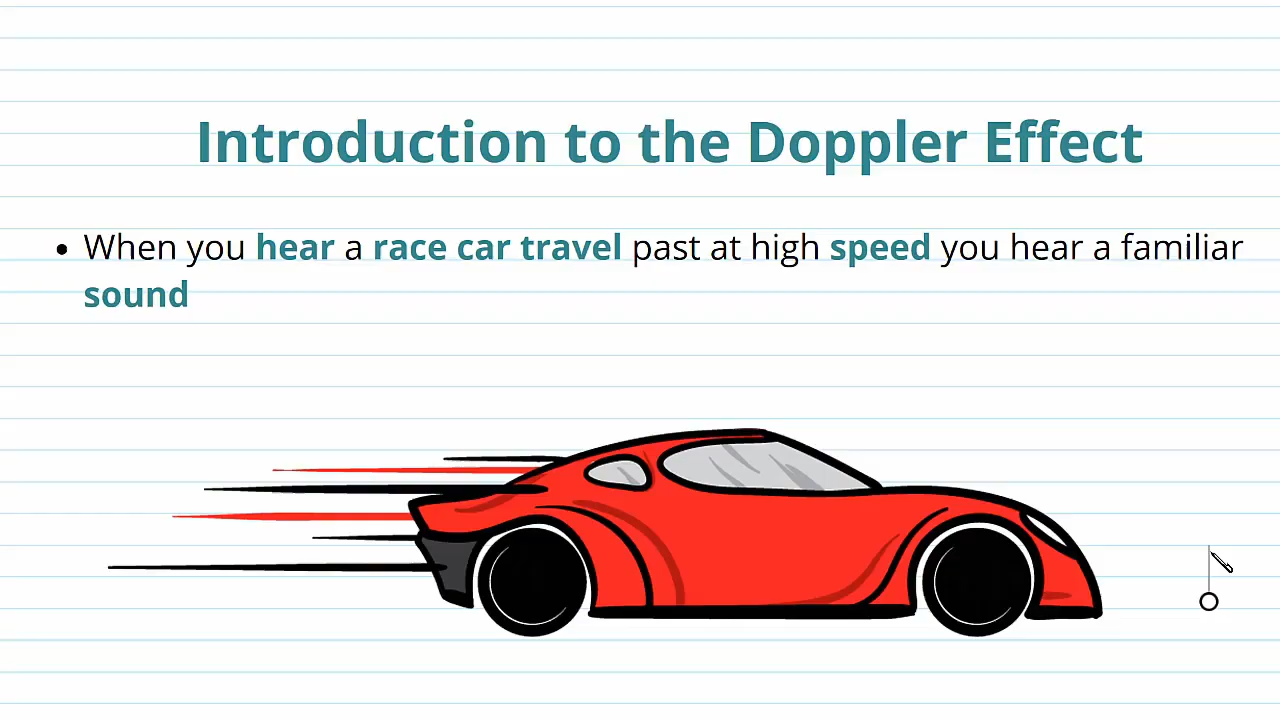 Introduction to the Doppler Effect
• When you hear a race car travel past at high speed you hear a familiar
sound